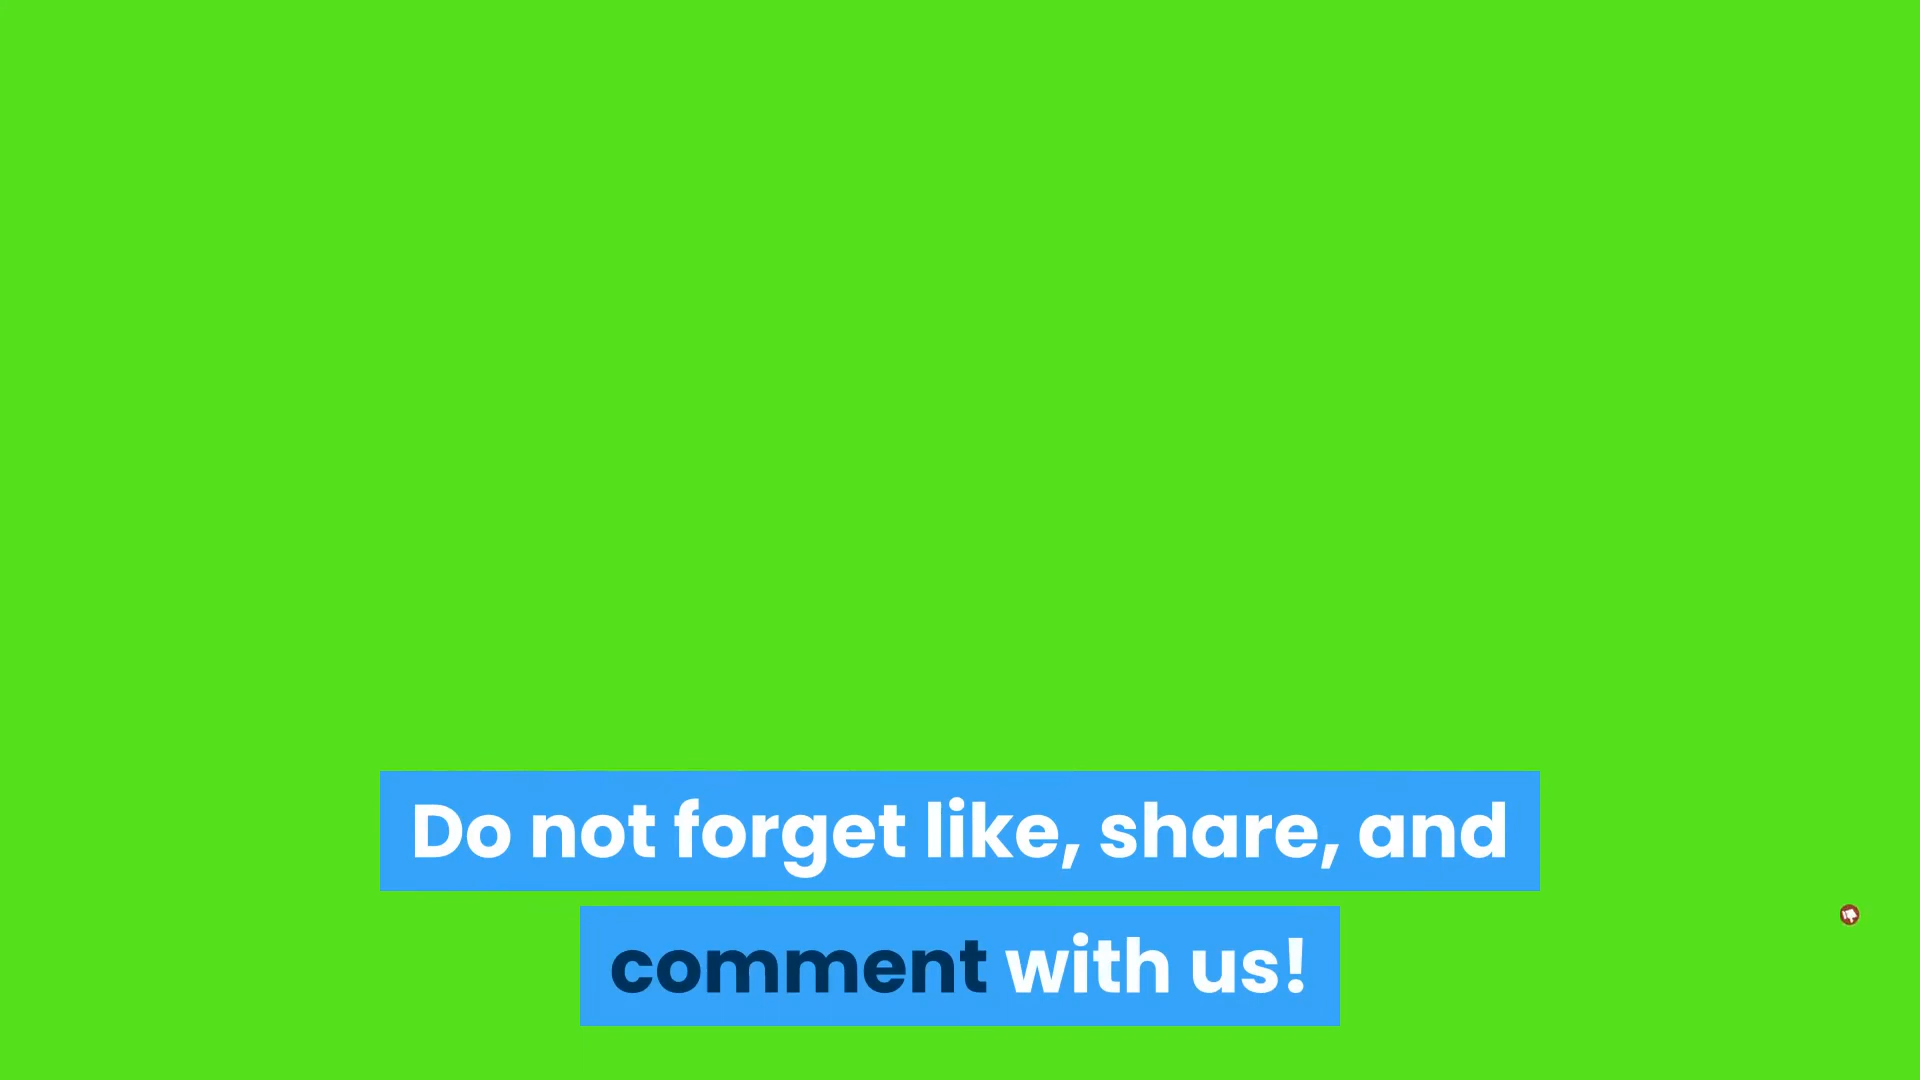 Do not forget like, share, and
comment with us!